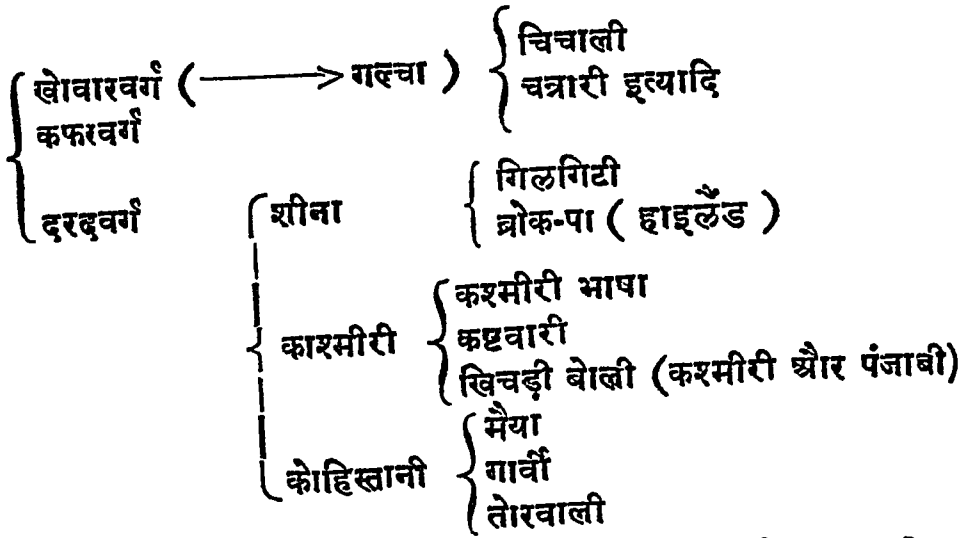 चिचाली
खोवारवर्ग ( ⟶ गल्चा )
चत्रारी इत्यादि
कफरवर्ग
गिलगिटी
दरदवर्ग
शीना
ब्रोक-पा ( हाइलैंड )
कश्मीरी भाषा
काश्मीरी
कष्टवारी
खिचड़ी बोली (कश्मीरी और पंजाबी)
मैया
कोहिस्तानी
गार्वी
तोरवाली